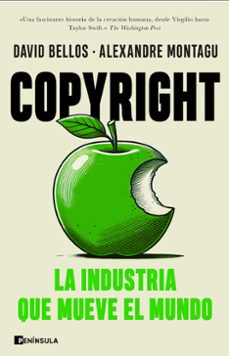 «Una fascinante historia de la creación humana, desde Virgilio hasta
Taylor Swift.» The Washington Post
DAVID BELLOS · ALEXANDRE MONTAGU
COPYRIGHT
LA INDUSTRIA
QUE MUEVE EL MUNDO
PENÍNSULA